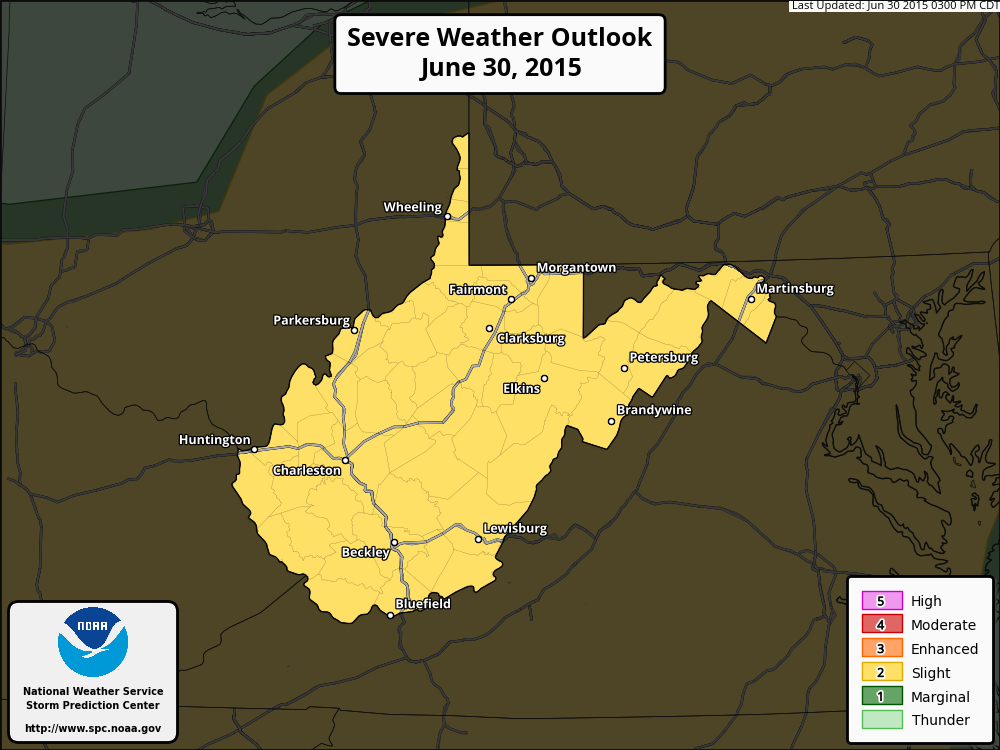 Last Updated: Jun 30 2015 0300 PM CDT
Severe Weather Outlook
June 30, 2015
Wheeling
Morgantown
Fairmont
Martinsburg
Parkersburg
Clarksburg
Petersburg
Elkins
Brandywine
Huntington
Charleston
Lewisburg
Beckley
Bluefield
NOAA
National Weather Service
Storm Prediction Center
http://www.spc.noaa.gov
5 High
4 Moderate
3 Enhanced
2 Slight
1 Marginal
Thunder